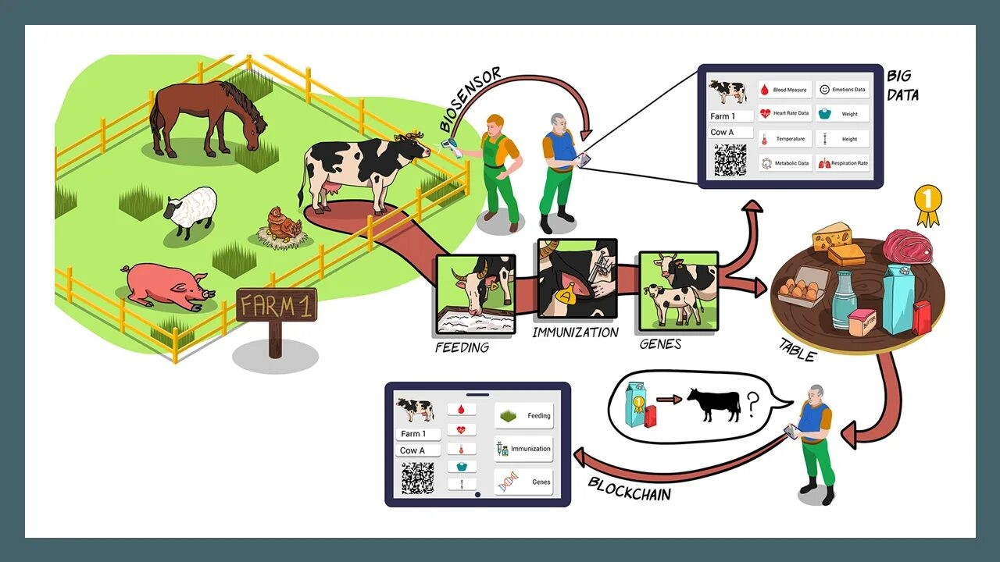 BIOSENSOR
BIG
DATA
Blood Measure
Emotions Data
Farm 1
Heart Rate Data
Weight
Cow A
Temperature
Height
Metabolic Data
Respiration Rate
1
FARM 1
FEEDING
IMMUNIZATION
GENES
A
BUTTER
TABLE
1
Farm 1
Cow A
Feeding
Immunization
Genes
?
BLOCKCHAIN